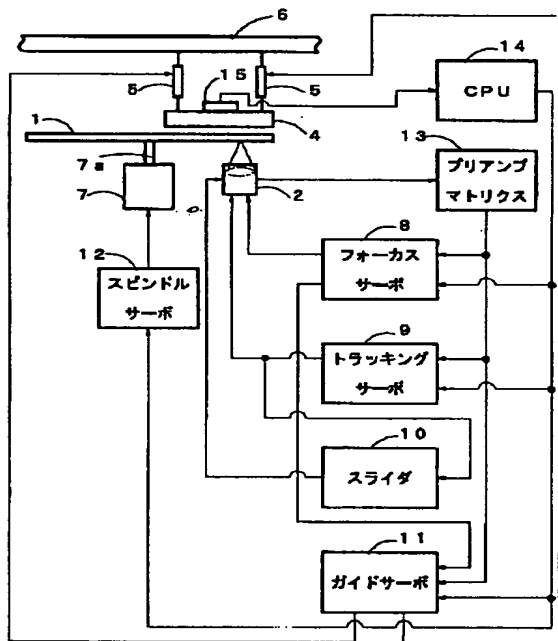 6
14
15
5
5
CPU
1
4
13
7a
プリアンプ
マトリクス
7
2
8
12
フォーカス
サーボ
スピンドル
サーボ
9
トラッキング
サーボ
10
スライダ
11
ガイドサーボ